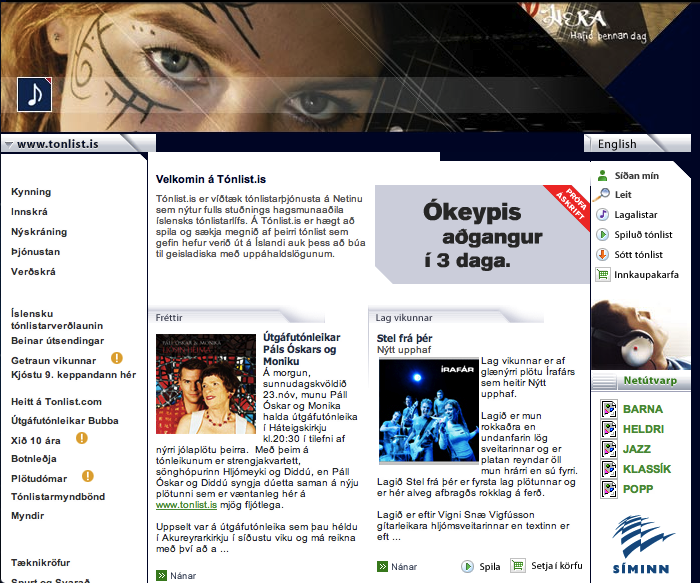 HERA
Hafið þennan dag
www.tonlist.is
English
Kynning
Innskrá
Nýskráning
Þjónustan
Verðskrá
Íslensku
tónlistarverðlaunin
Beinar útsendingar
Getraun vikunnar
Kjóstu 9. keppandann hér
Heitt á Tonlist.com
Útgáfutónleikar Bubba
Xið 10 ára
Botnleðja
Plötudómar
Tónlistarmyndbönd
Myndir
Tæknikröfur
Spurt og Svarað
Velkomin á Tónlist.is
Tónlist.is er víðtæk tónlistarþjónusta á Netinu
sem nýtur fulls stuðnings hagsmunaaðila
íslensks tónlistarlífs. Á Tónlist.is er hægt að
spila og sækja megnið af þeirri tónlist sem
gefin hefur verið út á Íslandi auk þess að búa
til geisladiska með uppáhaldslögunum.
PRÓFA
ÁSKRIFT
Ókeypis
aðgangur
í 3 daga.
Fréttir
Útgáfutónleikar
Páls Óskars og
Moniku
Á morgun,
sunnudagskvöldið
23.nóv, munu Páll
Óskar og Monika
halda útgáfutónleika
í Háteigskirkju
kl.20:30 í tilefni af
nýrri jólaplötu þeirra. Með þeim á
tónleikunum er strengjakvartett,
sönghópurinn Hljómeyki og Diddú, en Páll
Óskar og Diddú syngja dúetta saman á nýju
plötunni sem er væntanleg hér á
www.tonlist.is mjög fljótlega.
Uppselt var á útgáfutónleika sem þau héldu
í Akureyrarkirkju í síðustu viku og má reikna
með því að a ...
Nánar
Lag vikunnar
Stel frá þér
Nýtt upphaf
ÍRAFÁR
Lag vikunnar er af
glænýrri plötu Írafárs
sem heitir Nýtt
upphaf.
Lagið er mun
rokkaðra en
undanfarin lög
sveitarinnar og er
platan reyndar öll
mun hrárri en sú fyrri.
Lagið Stel frá þér er fyrsta lag plötunnar og
er hér alveg afbragðs rokklag á ferð.
Lagið er eftir Vigni Snæ Vigfússon
gítarleikara hljómsveitarinnar en textinn er
eft ...
Nánar
Spila
Setja í körfu
Síðan mín
Leit
Lagalistar
Spiluð tónlist
Sótt tónlist
Innkaupakarfa
Netútvarp
BARNA
HELDRI
JAZZ
KLASSÍK
POPP
SÍMINN